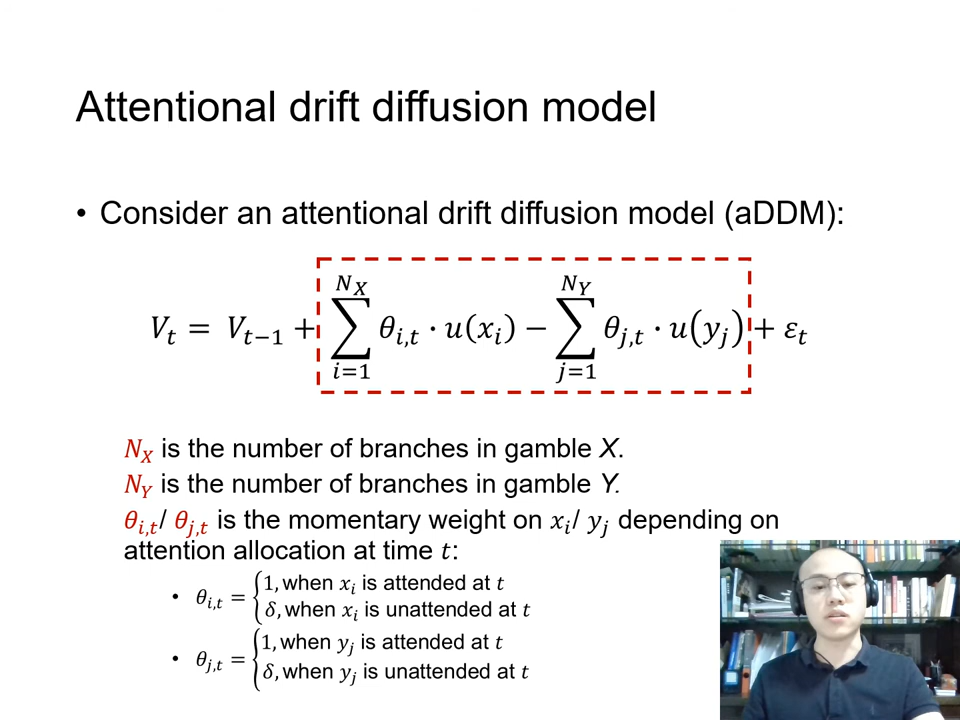 Attentional drift diffusion model
• Consider an attentional drift diffusion model (aDDM):
V_t = V_{t−1} + ∑_{i=1}^{N_X} θ_{i,t} · u(x_i) − ∑_{j=1}^{N_Y} θ_{j,t} · u(y_j) + ε_t
N_X is the number of branches in gamble X.
N_Y is the number of branches in gamble Y.
θ_{i,t}/ θ_{j,t} is the momentary weight on x_i/ y_j depending on
attention allocation at time t:
• θ_{i,t} = {1, when x_i is attended at t
δ, when x_i is unattended at t
• θ_{j,t} = {1, when y_j is attended at t
δ, when y_j is unattended at t